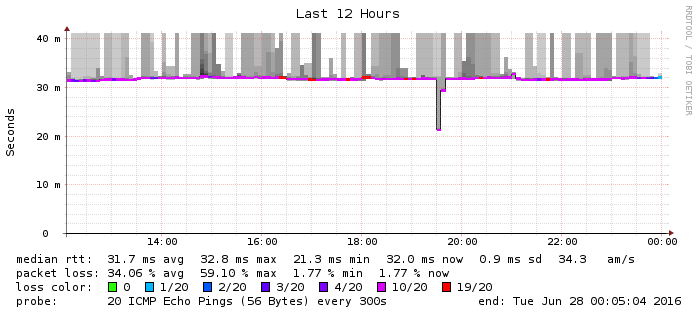 Last 12 Hours
RRDTOOL / TOBI OETIKER
Seconds
40 m
30 m
20 m
10 m
0
14:00 16:00 18:00 20:00 22:00 00:00
median rtt: 31.7 ms avg 32.8 ms max 21.3 ms min 32.0 ms now 0.9 ms sd 34.3 am/s
packet loss: 34.06 % avg 59.10 % max 1.77 % min 1.77 % now
loss color: 0 1/20 2/20 3/20 4/20 10/20 19/20
probe: 20 ICMP Echo Pings (56 Bytes) every 300s end: Tue Jun 28 00:05:04 2016